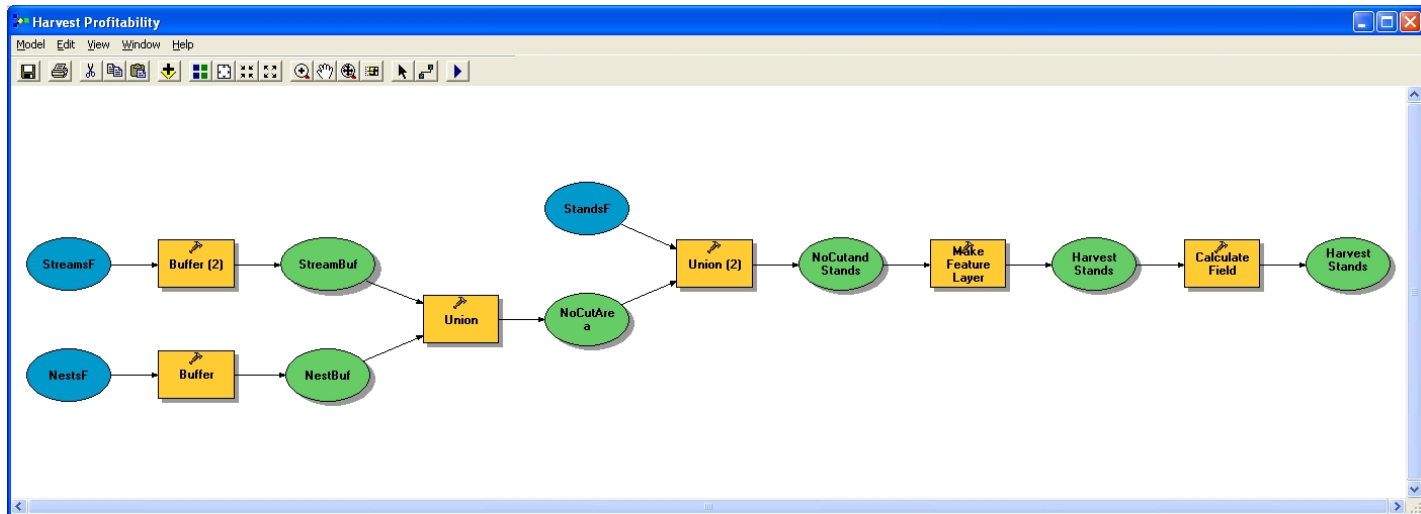 Harvest Profitability
Model Edit View Window Help
StandsF
StreamsF
Buffer (2)
StreamBuf
Union (2)
NoCutand
Stands
Make
Feature
Layer
Harvest
Stands
Calculate
Field
Harvest
Stands
Union
NoCutAre
a
NestsF
Buffer
NestBuf